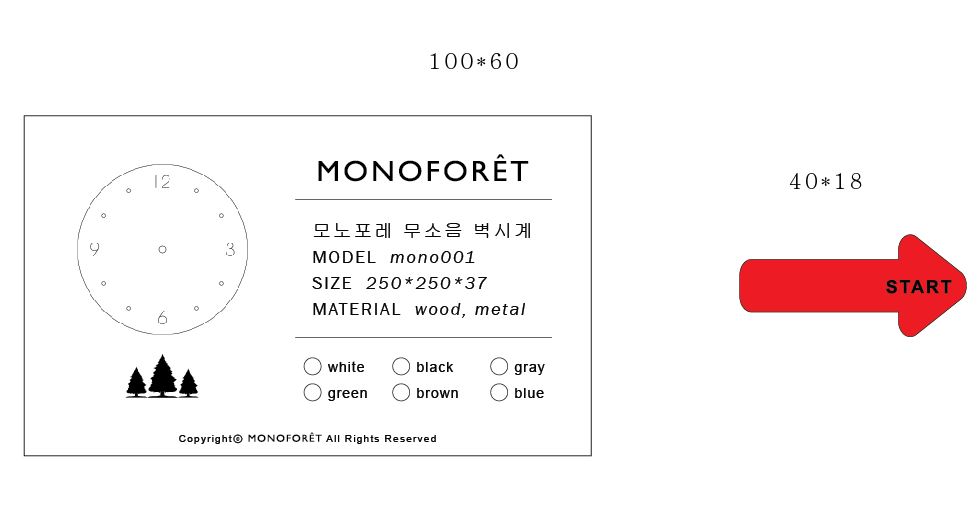 100*60
12
9
3
6
MONOFORÊT
모노포레 무소음 벽시계
MODEL mono001
SIZE 250*250*37
MATERIAL wood, metal
white black gray
green brown blue
Copyright© MONOFORÊT All Rights Reserved
40*18
START